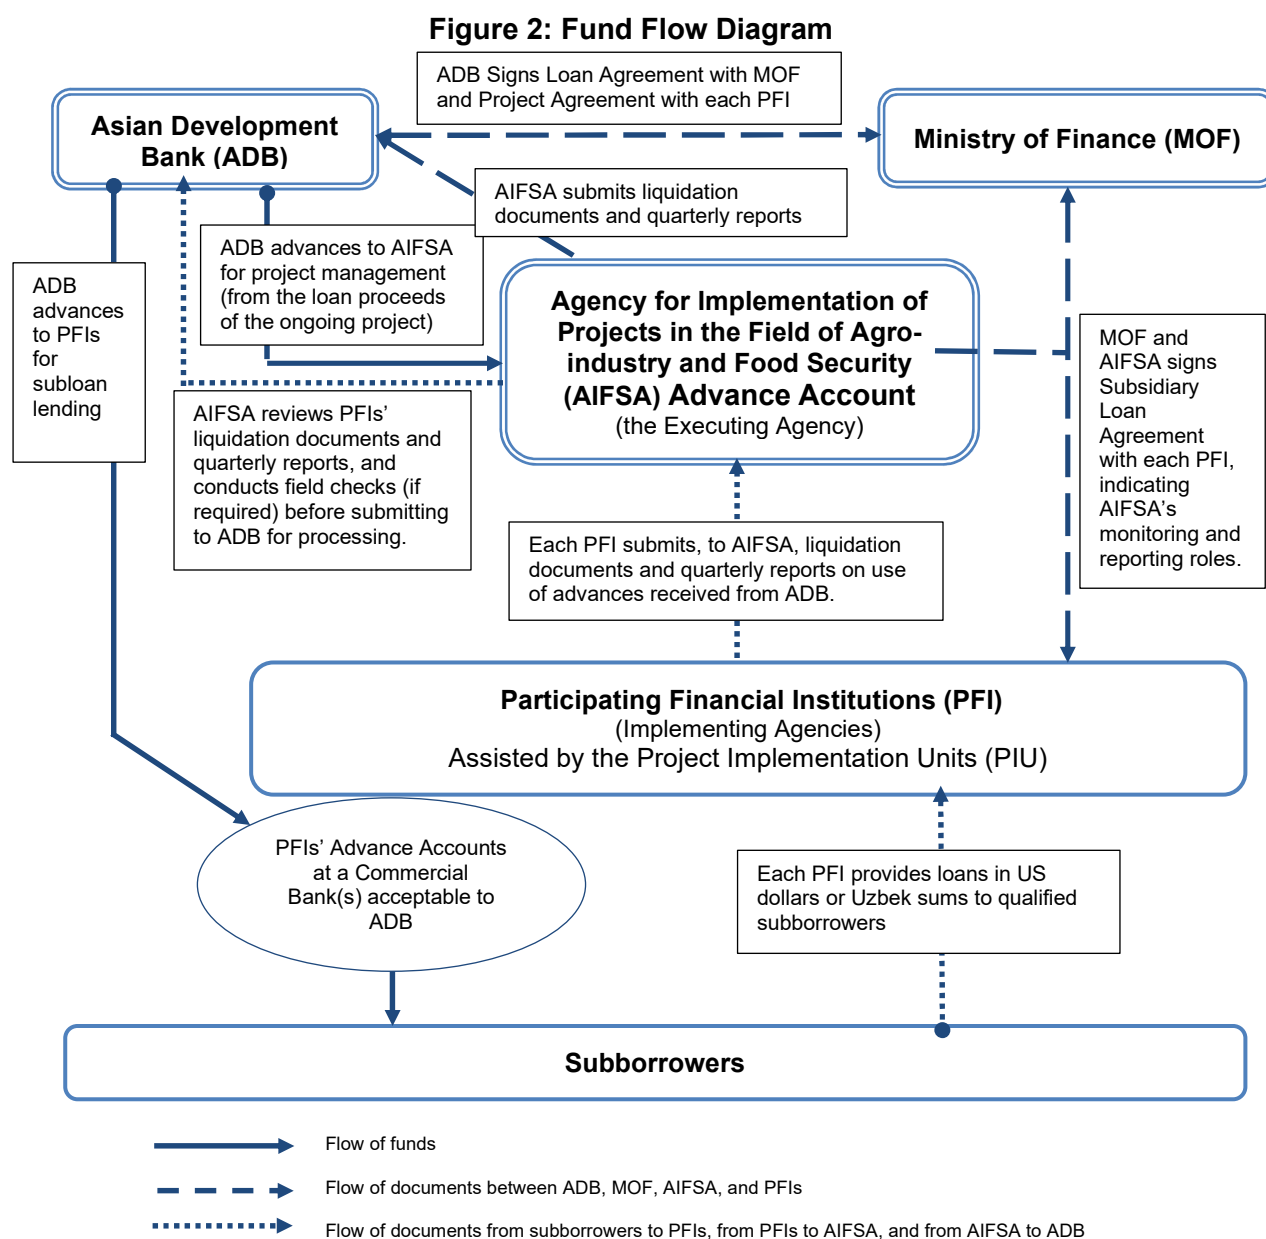 Figure 2: Fund Flow Diagram
ADB Signs Loan Agreement with MOF
and Project Agreement with each PFI
Asian Development
Bank (ADB)
Ministry of Finance (MOF)
AIFSA submits liquidation
documents and quarterly reports
ADB advances to AIFSA
for project management
(from the loan proceeds
of the ongoing project)
ADB
advances
to PFIs
for
subloan
lending
Agency for Implementation of
Projects in the Field of Agro-
industry and Food Security
(AIFSA) Advance Account
(the Executing Agency)
MOF and
AIFSA signs
Subsidiary
Loan
Agreement
with each PFI,
indicating
AIFSA's
monitoring and
reporting roles.
AIFSA reviews PFIs'
liquidation documents and
quarterly reports, and
conducts field checks (if
required) before submitting
to ADB for processing.
Each PFI submits, to AIFSA, liquidation
documents and quarterly reports on use
of advances received from ADB.
Participating Financial Institutions (PFI)
(Implementing Agencies)
Assisted by the Project Implementation Units (PIU)
PFIs' Advance Accounts
at a Commercial
Bank(s) acceptable to
ADB
Each PFI provides loans in US
dollars or Uzbek sums to qualified
subborrowers
Subborrowers
Flow of funds
Flow of documents between ADB, MOF, AIFSA, and PFIs
Flow of documents from subborrowers to PFIs, from PFIs to AIFSA, and from AIFSA to ADB